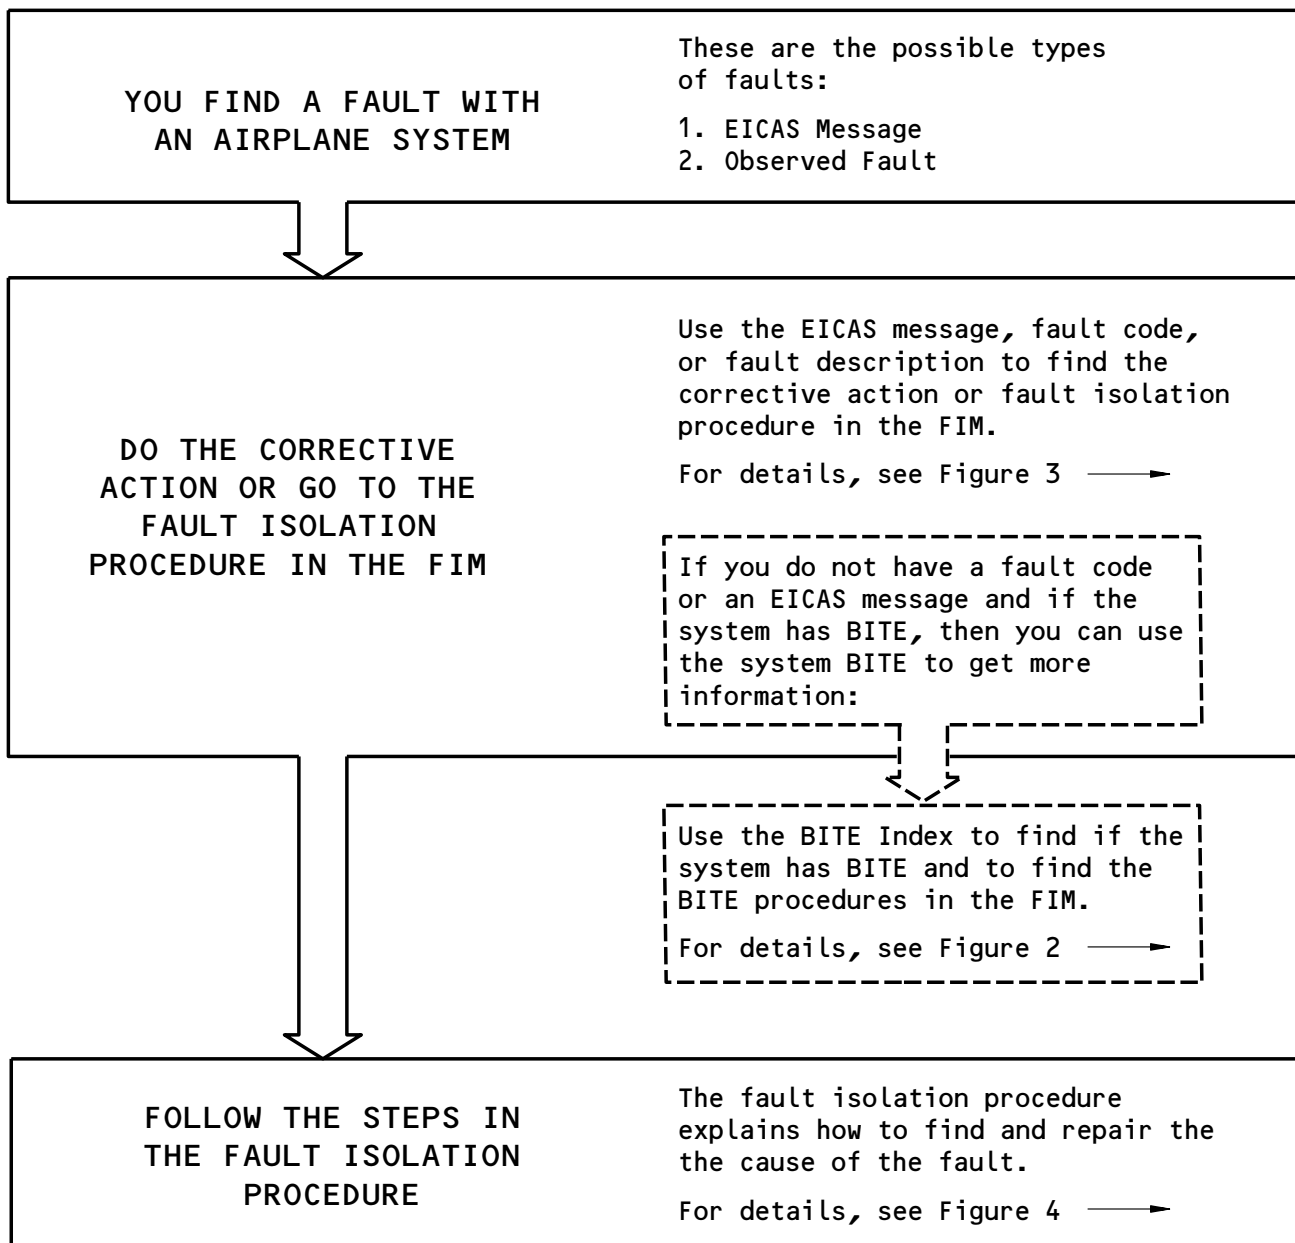 YOU FIND A FAULT WITH
AN AIRPLANE SYSTEM
These are the possible types
of faults:
1. EICAS Message
2. Observed Fault
DO THE CORRECTIVE
ACTION OR GO TO THE
FAULT ISOLATION
PROCEDURE IN THE FIM
Use the EICAS message, fault code,
or fault description to find the
corrective action or fault isolation
procedure in the FIM.
For details, see Figure 3
If you do not have a fault code
or an EICAS message and if the
system has BITE, then you can use
the system BITE to get more
information:
Use the BITE Index to find if the
system has BITE and to find the
BITE procedures in the FIM.
For details, see Figure 2
FOLLOW THE STEPS IN
THE FAULT ISOLATION
PROCEDURE
The fault isolation procedure
explains how to find and repair the
the cause of the fault.
For details, see Figure 4